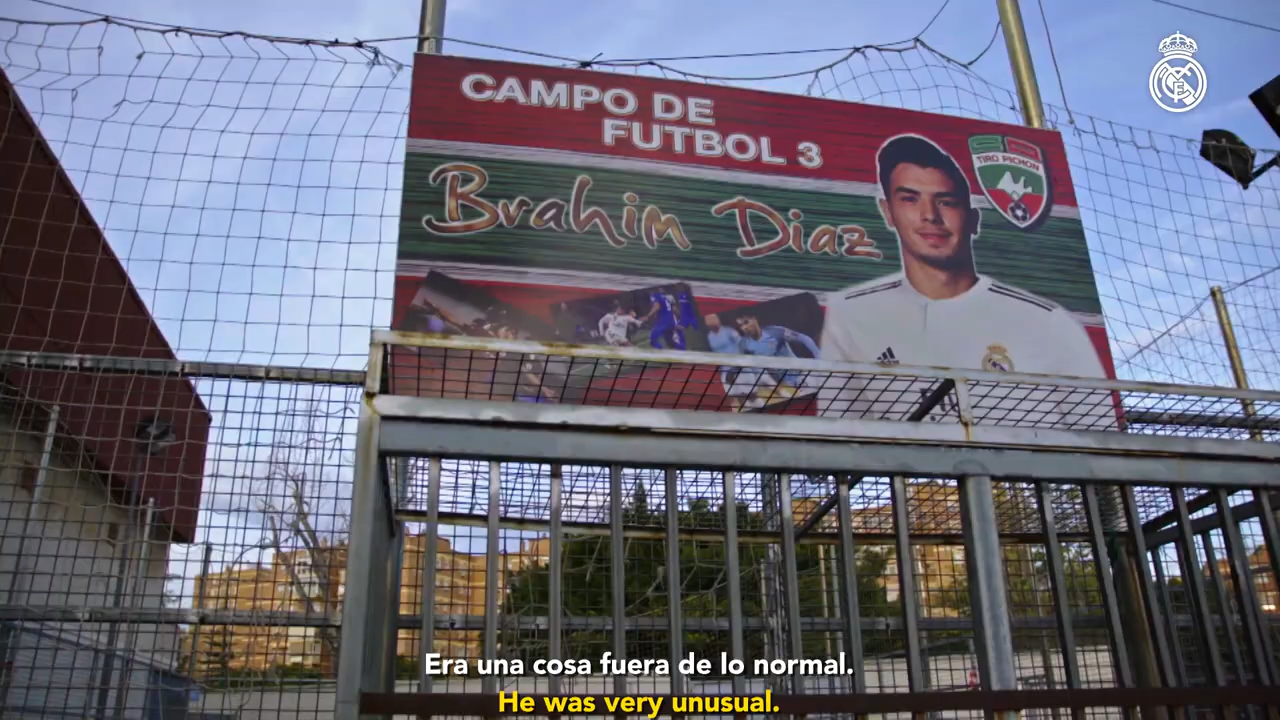 CAMPO DE
FUTBOL 3
Brahim Diaz
TIRO PICHON
Era una cosa fuera de lo normal.
He was very unusual.